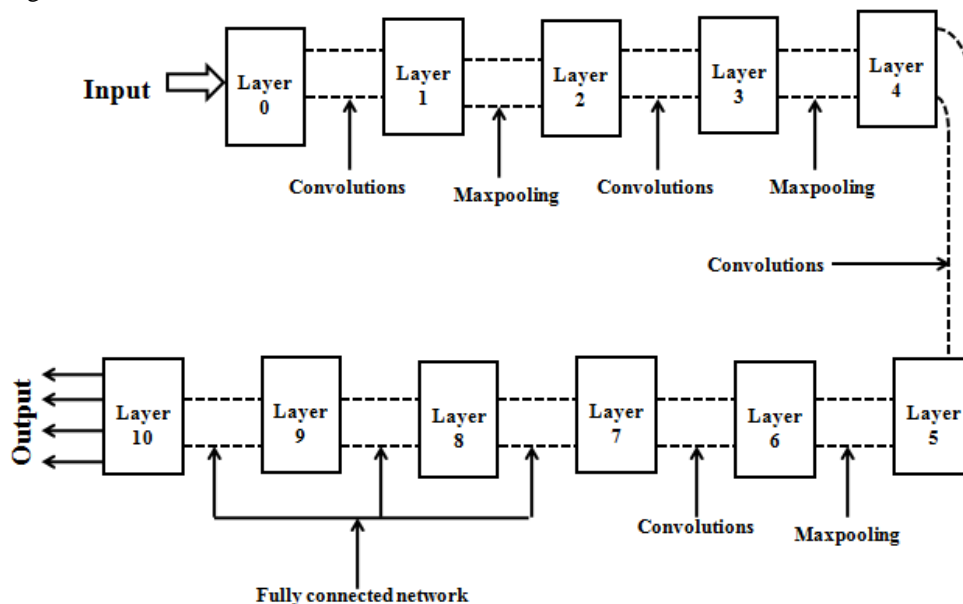 Input
Layer
0
Layer
1
Layer
2
Layer
3
Layer
4
Convolutions
Maxpooling
Convolutions
Maxpooling
Convolutions
Output
Layer
10
Layer
9
Layer
8
Layer
7
Layer
6
Layer
5
Convolutions
Maxpooling
Fully connected network